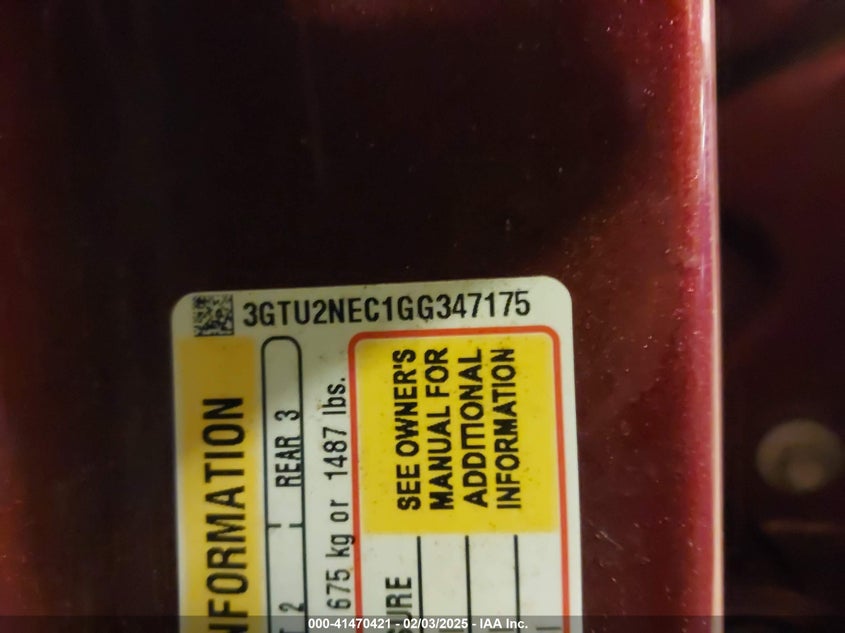 3GTU2NEC1GG347175
NFORMATION
2
REAR 3
675 kg or 1487 lbs.
SEE OWNER'S
MANUAL FOR
ADDITIONAL
INFORMATION
SURE
000-41470421 - 02/03/2025 - IAA Inc.